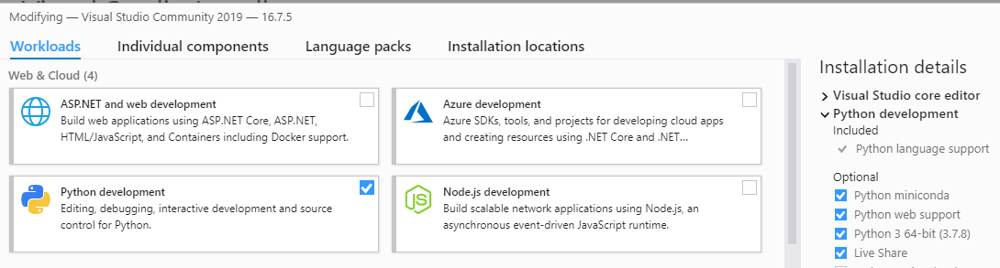 Modifying — Visual Studio Community 2019 — 16.7.5
Workloads
Individual components
Language packs
Installation locations
Web & Cloud (4)
ASP.NET and web development
Build web applications using ASP.NET Core, ASP.NET,
HTML/JavaScript, and Containers including Docker support.
Azure development
Azure SDKs, tools, and projects for developing cloud apps
and creating resources using .NET Core and .NET...
Python development
Editing, debugging, interactive development and source
control for Python.
JS
Node.js development
Build scalable network applications using Node.js, an
asynchronous event-driven JavaScript runtime.
Installation details
Visual Studio core editor
Python development
Included
Python language support
Optional
Python miniconda
Python web support
Python 3 64-bit (3.7.8)
Live Share